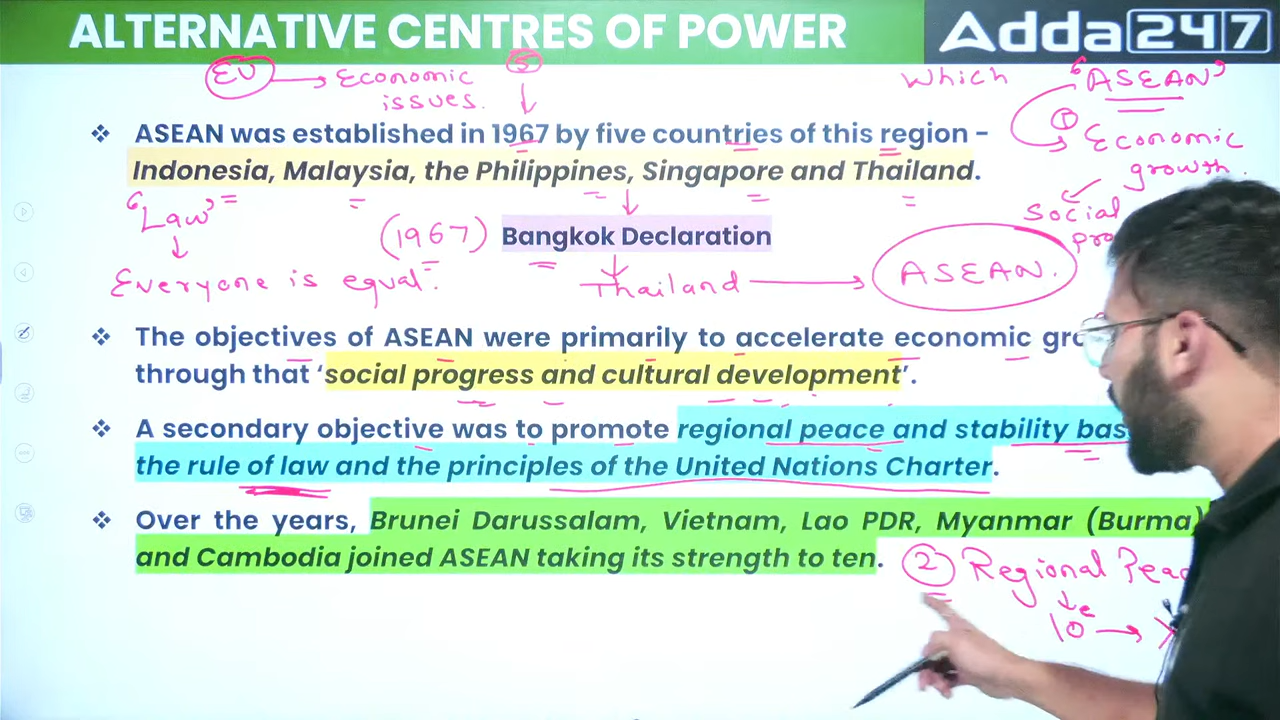 ALTERNATIVE CENTRES OF POWER
Adda 247
EU → Economic issues.
5
Which 'ASEAN'
❖ ASEAN was established in 1967 by five countries of this region –
Indonesia, Malaysia, the Philippines, Singapore and Thailand.
① Economic
growth.
Social
'Law'
(1967) Bangkok Declaration
Everyone is equal.
Thailand → ASEAN.
❖ The objectives of ASEAN were primarily to accelerate economic
through that 'social progress and cultural development'.
❖ A secondary objective was to promote regional peace and stability
the rule of law and the principles of the United Nations Charter.
❖ Over the years, Brunei Darussalam, Vietnam, Lao PDR, Myanmar (Burma)
and Cambodia joined ASEAN taking its strength to ten.
② Regional
10 →